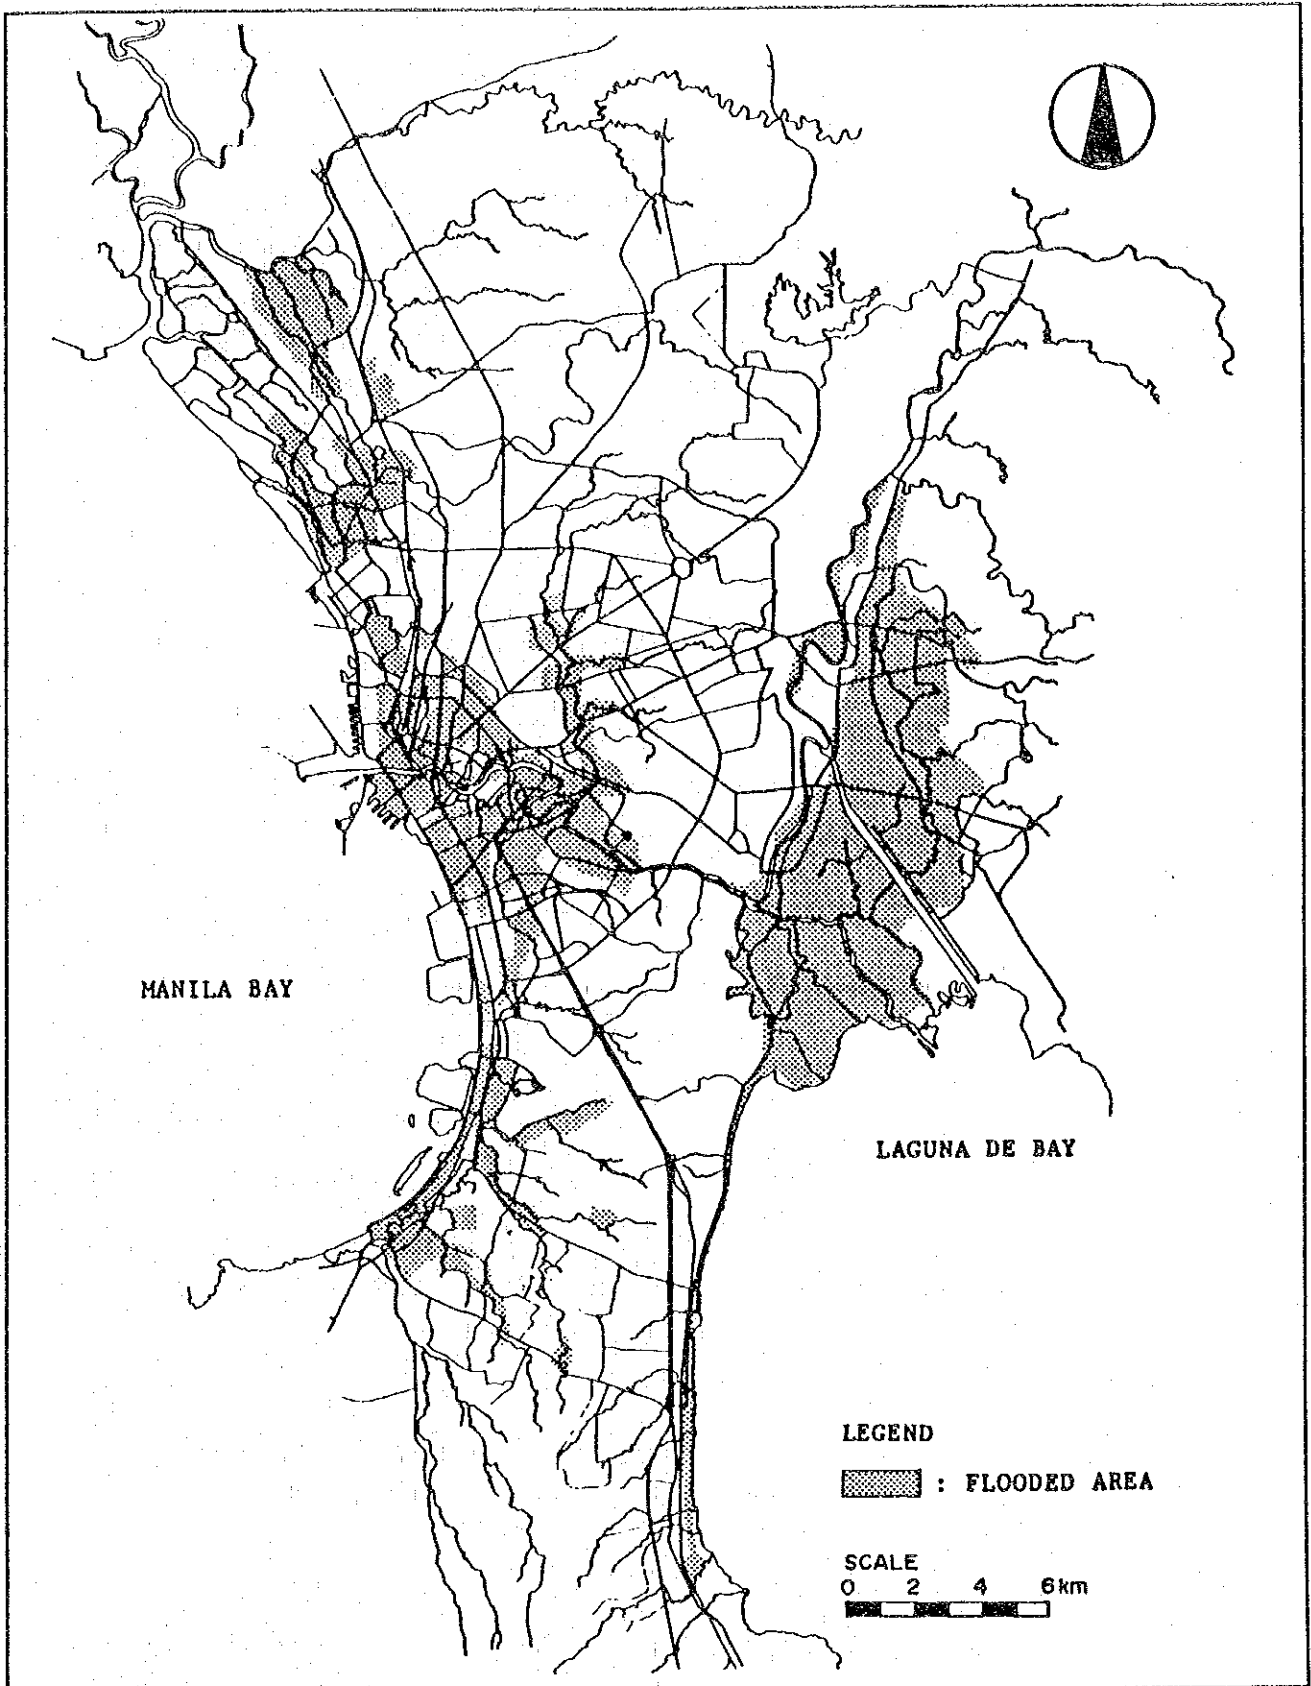 MANILA BAY
LAGUNA DE BAY
LEGEND
: FLOODED AREA
SCALE
0 2 4 6km